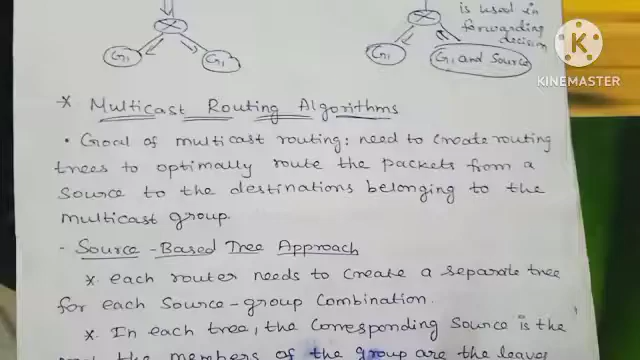 is used in
forwarding
decision
G1
G1
G1
G1 and Source
K
KINEMASTER
* Multicast Routing Algorithms
• Goal of multicast routing: need to create routing
trees to optimally route the packets from a
source to the destinations belonging to the
multicast group.
- Source-Based Tree Approach
* each router needs to create a separate tree
for each Source-group combination.
* In each tree, the corresponding source is the
the members of the group are the leaves